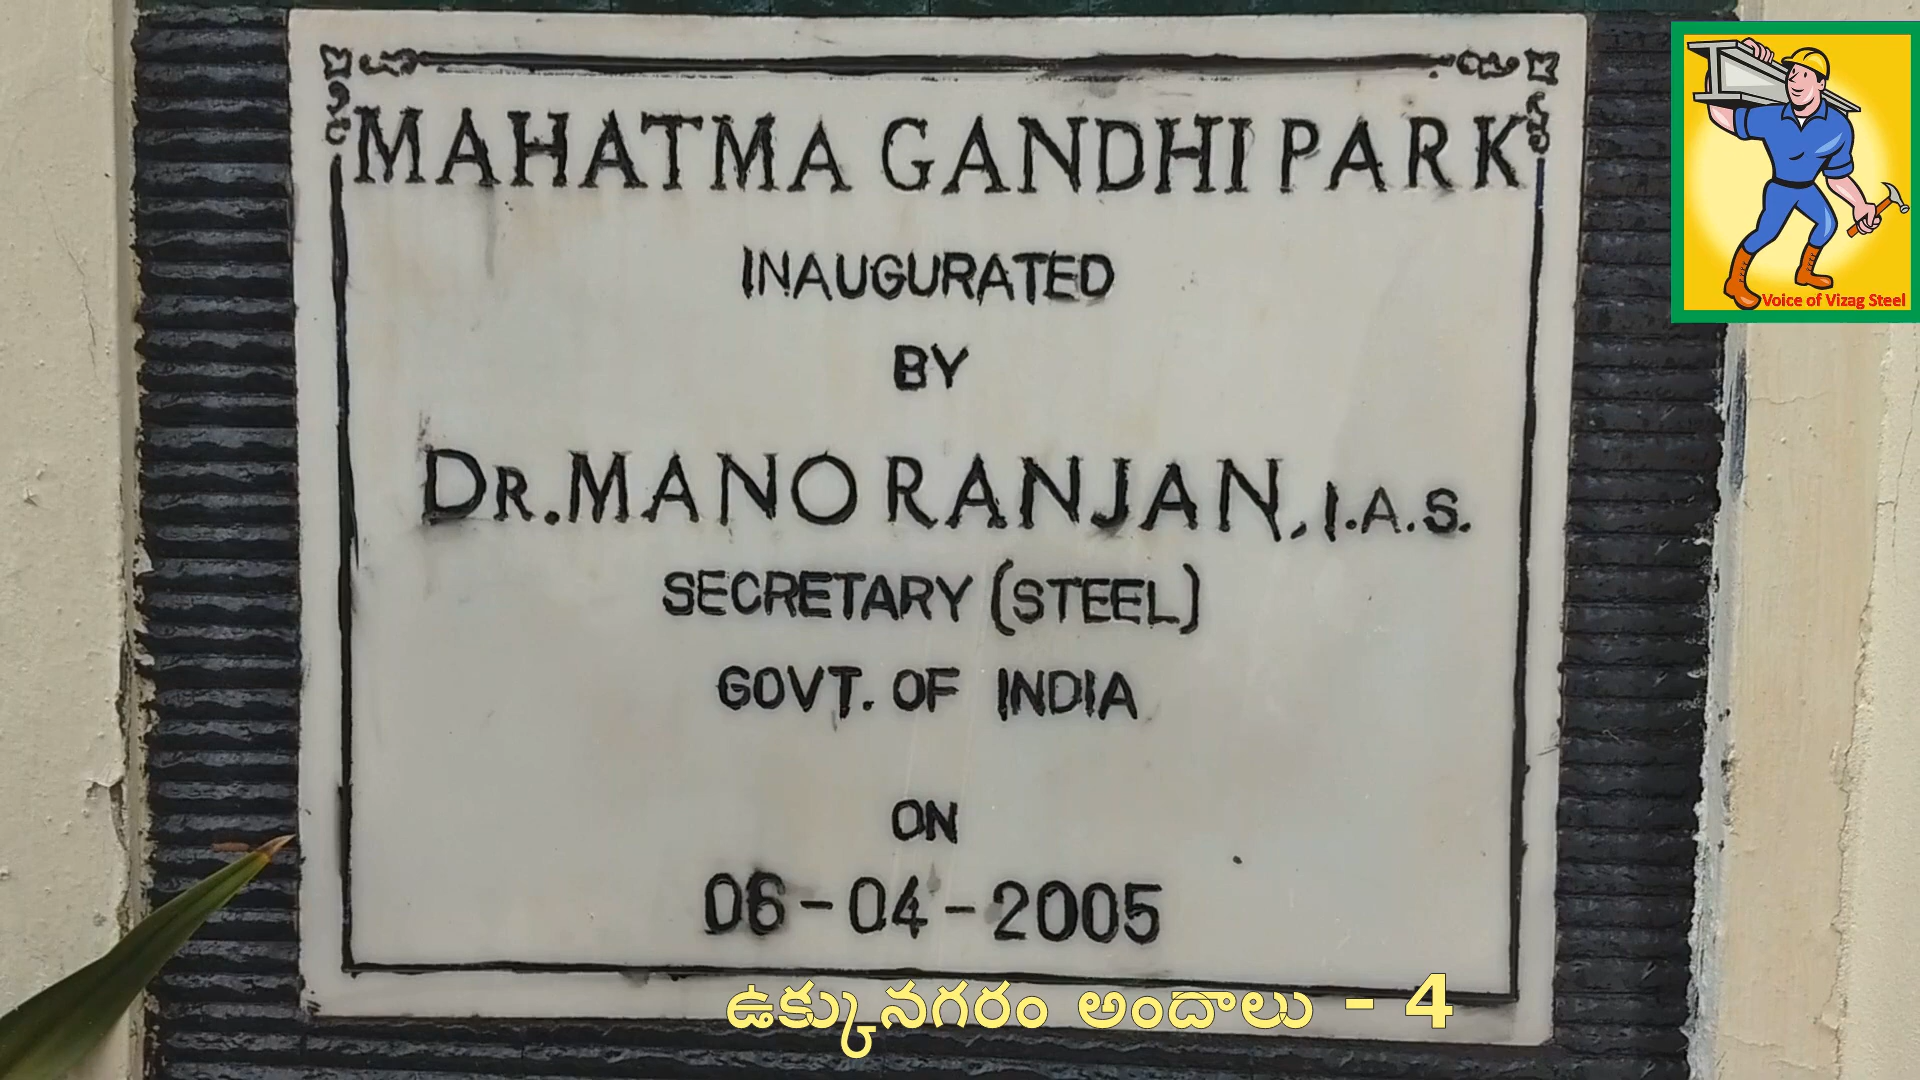 MAHATMA GANDHI PARK
INAUGURATED
BY
DR. MANO RANJAN, I.A.S.
SECRETARY (STEEL)
GOVT. OF INDIA
ON
06-04-2005
ఉక్కునగరం అందాలు - 4
Voice of Vizag Steel